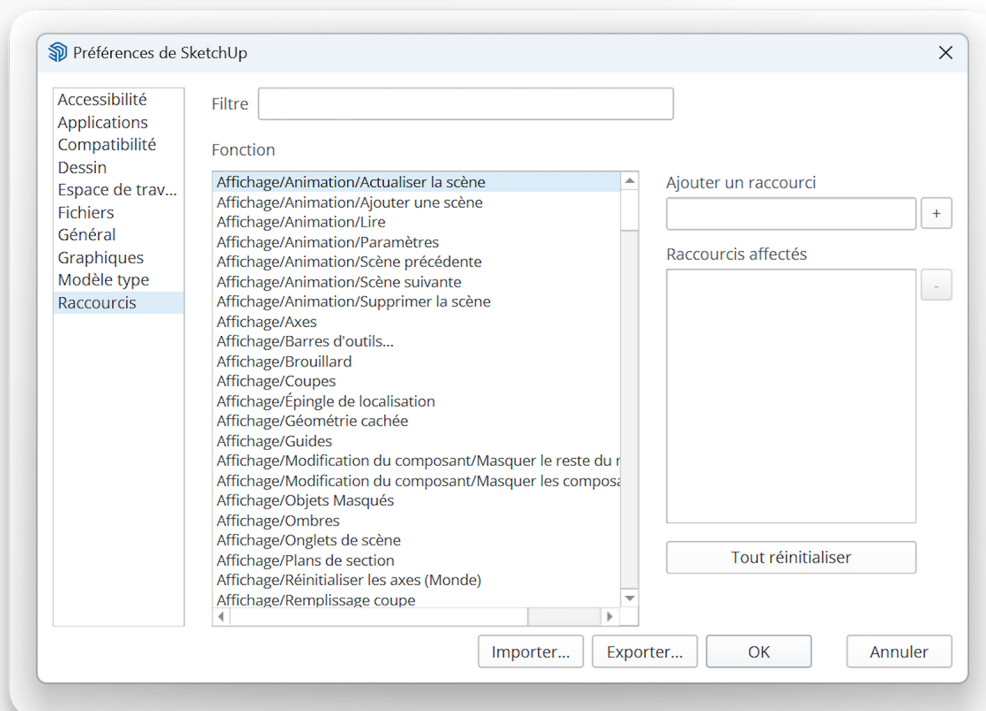 Préférences de SketchUp
Accessibilité
Applications
Compatibilité
Dessin
Espace de trav...
Fichiers
Général
Graphiques
Modèle type
Raccourcis
Filtre
Fonction
Affichage/Animation/Actualiser la scène
Affichage/Animation/Ajouter une scène
Affichage/Animation/Lire
Affichage/Animation/Paramètres
Affichage/Animation/Scène précédente
Affichage/Animation/Scène suivante
Affichage/Animation/Supprimer la scène
Affichage/Axes
Affichage/Barres d'outils...
Affichage/Brouillard
Affichage/Coupes
Affichage/Épingle de localisation
Affichage/Géométrie cachée
Affichage/Guides
Affichage/Modification du composant/Masquer le reste du
Affichage/Modification du composant/Masquer les composa
Affichage/Objets Masqués
Affichage/Ombres
Affichage/Onglets de scène
Affichage/Plans de section
Affichage/Réinitialiser les axes (Monde)
Affichage/Remplissage coupe
Ajouter un raccourci
+
Raccourcis affectés
-
Tout réinitialiser
Importer...
Exporter...
OK
Annuler